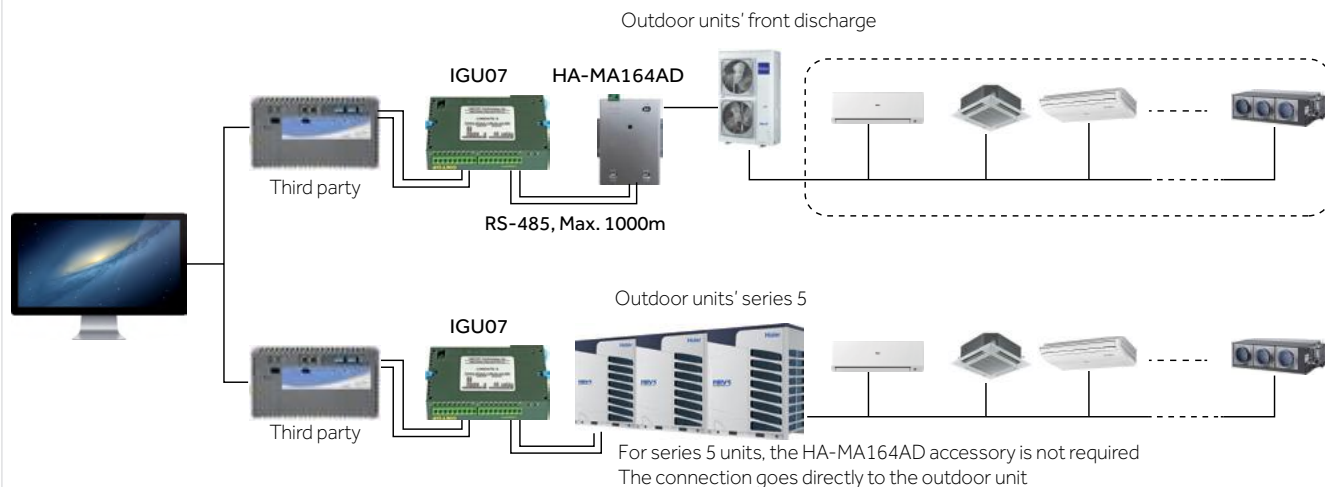 Outdoor units' front discharge
IGU07
HA-MA164AD
Third party
RS-485, Max. 1000m
Outdoor units' series 5
IGU07
Haier
Third party
For series 5 units, the HA-MA164AD accessory is not required
The connection goes directly to the outdoor unit